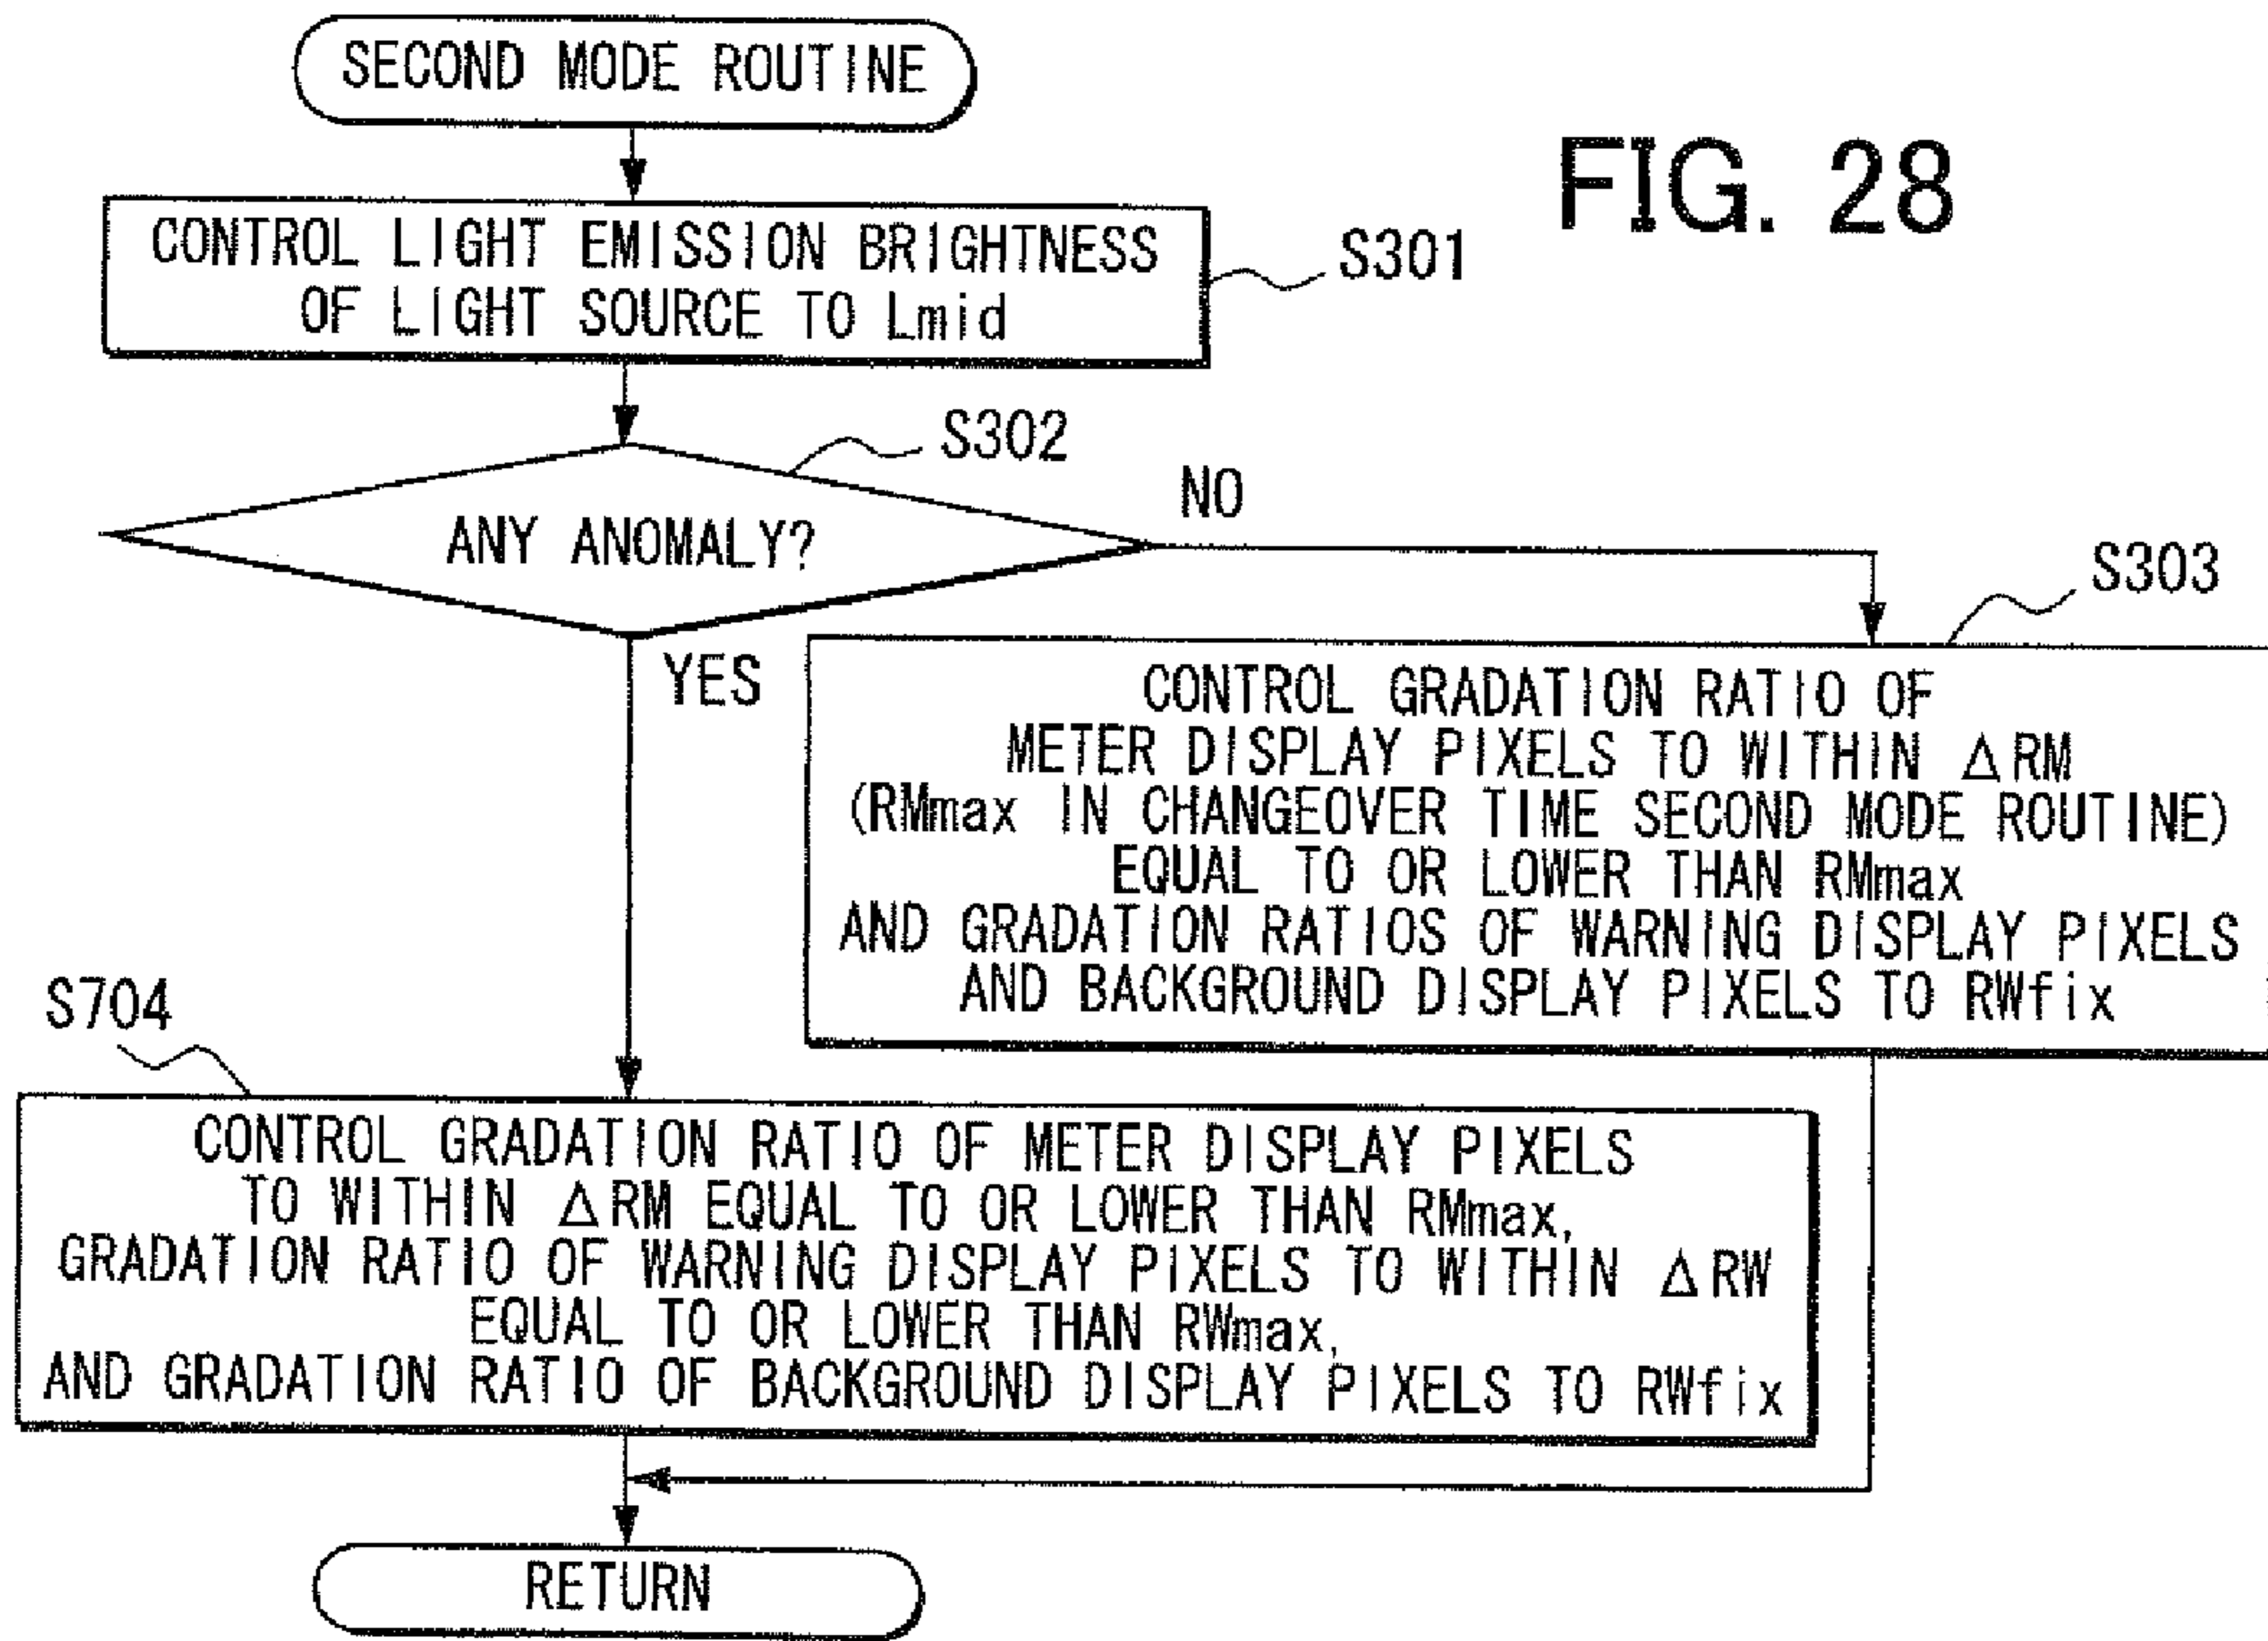 SECOND MODE ROUTINE
FIG. 28
CONTROL LIGHT EMISSION BRIGHTNESS
OF LIGHT SOURCE TO Lmid
S301
S302
ANY ANOMALY?
NO
YES
S303
CONTROL GRADATION RATIO OF
METER DISPLAY PIXELS TO WITHIN ΔRM
(RMmax IN CHANGEOVER TIME SECOND MODE ROUTINE)
EQUAL TO OR LOWER THAN RMmax
AND GRADATION RATIOS OF WARNING DISPLAY PIXELS
AND BACKGROUND DISPLAY PIXELS TO RWfix
S704
CONTROL GRADATION RATIO OF METER DISPLAY PIXELS
TO WITHIN ΔRM EQUAL TO OR LOWER THAN RMmax,
GRADATION RATIO OF WARNING DISPLAY PIXELS TO WITHIN ΔRW
EQUAL TO OR LOWER THAN RWmax,
AND GRADATION RATIO OF BACKGROUND DISPLAY PIXELS TO RWfix
RETURN